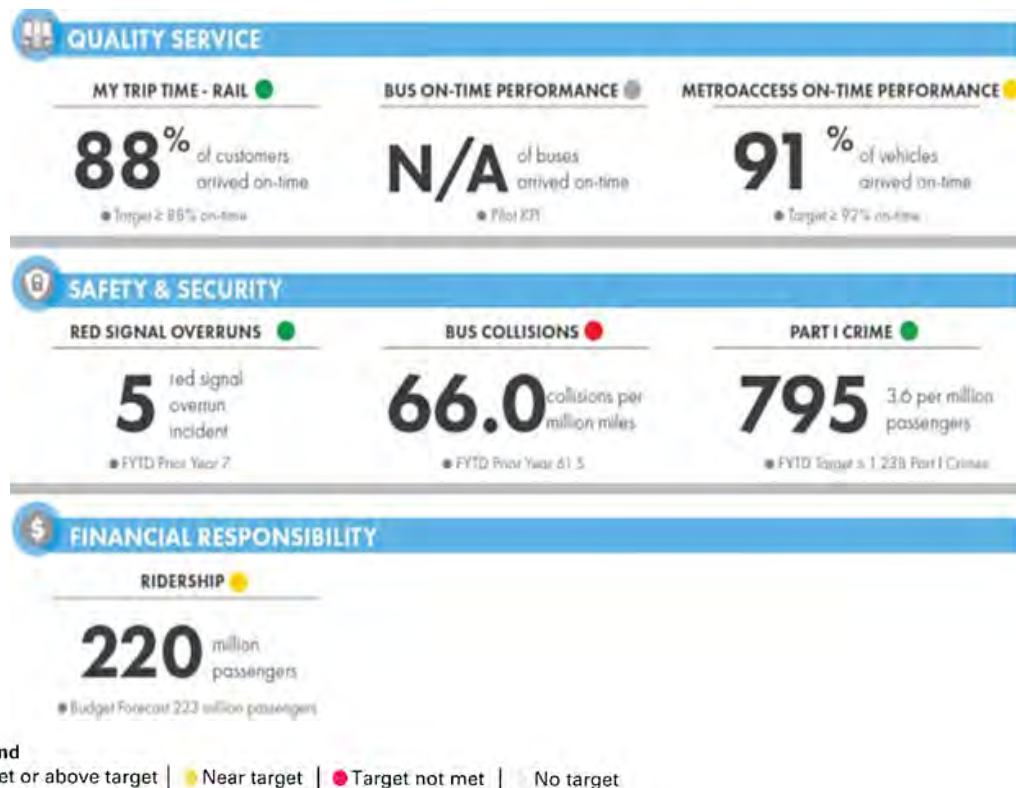 QUALITY SERVICE
MY TRIP TIME - RAIL
BUS ON-TIME PERFORMANCE
METROACCESS ON-TIME PERFORMANCE
88% of customers
arrived on-time
N/A of buses
arrived on-time
91% of vehicles
arrived on-time
Target ≥ 88% on-time
Pilot KPI
Target ≥ 92% on-time
SAFETY & SECURITY
RED SIGNAL OVERRUNS
BUS COLLISIONS
PART I CRIME
5 red signal
overrun
incident
66.0 collisions per
million miles
795 3.6 per million
passengers
FYTD Prior Year 7
FYTD Prior Year 61.5
FYTD Target ≤ 1,238 Part I Crimes
FINANCIAL RESPONSIBILITY
RIDERSHIP
220 million
passengers
Budget Forecast 223 million passengers
nd
et or above target | Near target | Target not met | No target